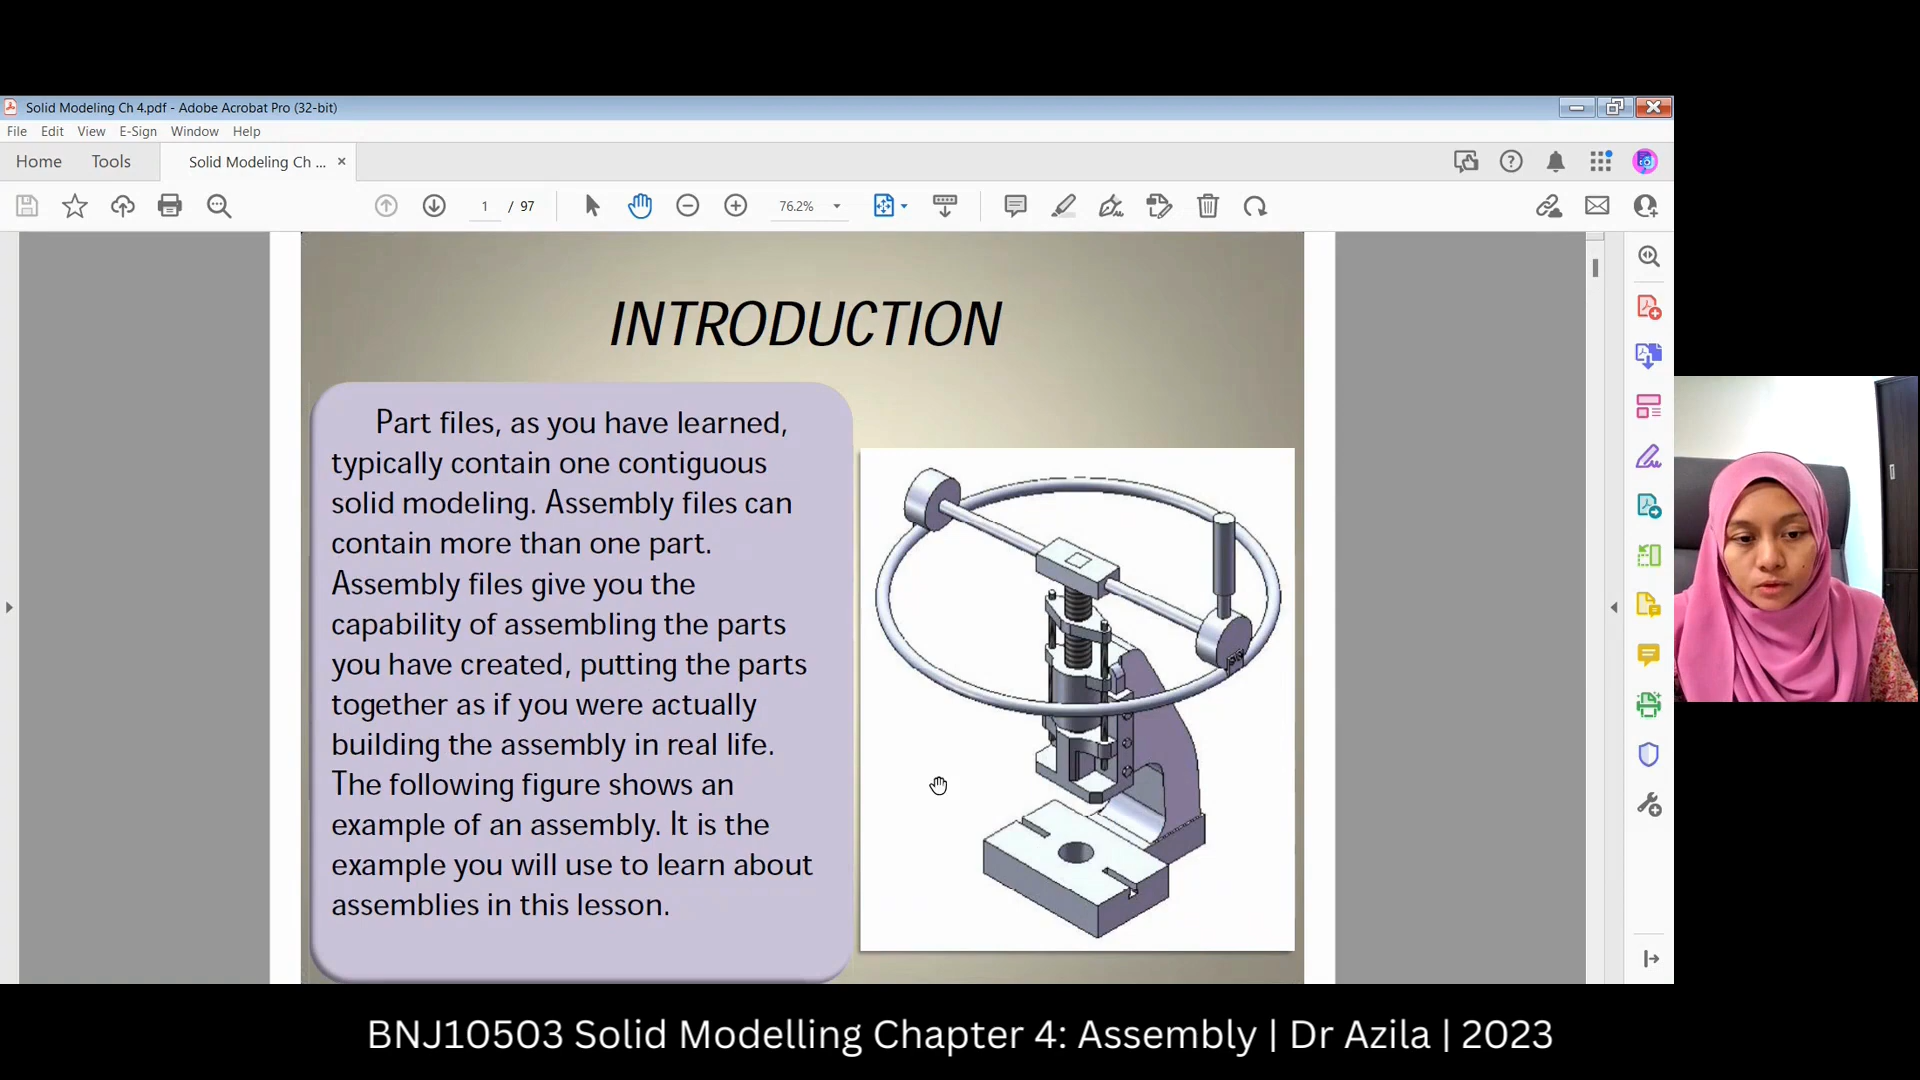 Solid Modeling Ch 4.pdf - Adobe Acrobat Pro (32-bit)
File Edit View E-Sign Window Help
Home Tools Solid Modeling Ch ... ×
1 / 97 76.2%
INTRODUCTION
Part files, as you have learned,
typically contain one contiguous
solid modeling. Assembly files can
contain more than one part.
Assembly files give you the
capability of assembling the parts
you have created, putting the parts
together as if you were actually
building the assembly in real life.
The following figure shows an
example of an assembly. It is the
example you will use to learn about
assemblies in this lesson.
BNJ10503 Solid Modelling Chapter 4: Assembly | Dr Azila | 2023